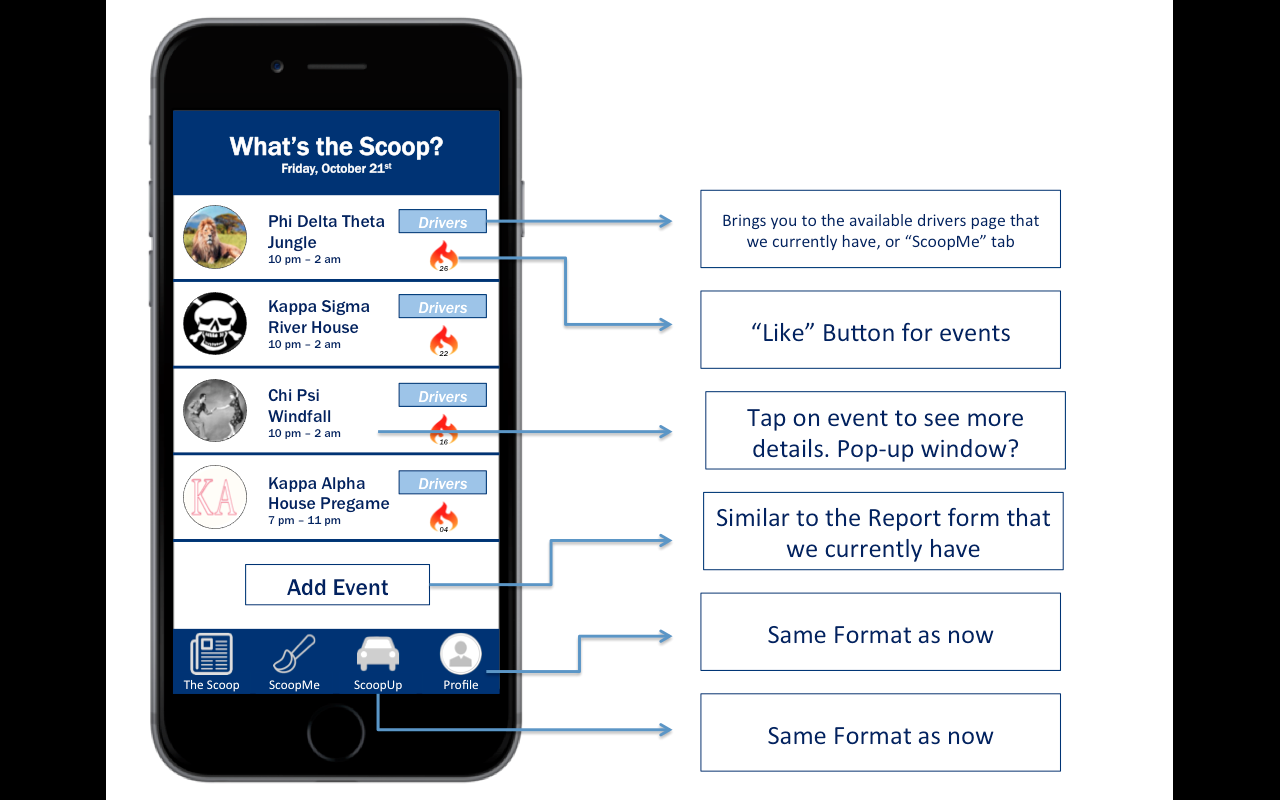 What's the Scoop?
Friday, October 21st
Phi Delta Theta
Jungle
10 pm – 2 am
Drivers
26
Kappa Sigma
River House
10 pm – 2 am
Drivers
22
Chi Psi
Windfall
10 pm – 2 am
Drivers
16
KA
Kappa Alpha
House Pregame
7 pm – 11 pm
Drivers
04
Add Event
The Scoop
ScoopMe
ScoopUp
Profile
Brings you to the available drivers page that
we currently have, or “ScoopMe” tab
“Like” Button for events
Tap on event to see more
details. Pop-up window?
Similar to the Report form that
we currently have
Same Format as now
Same Format as now